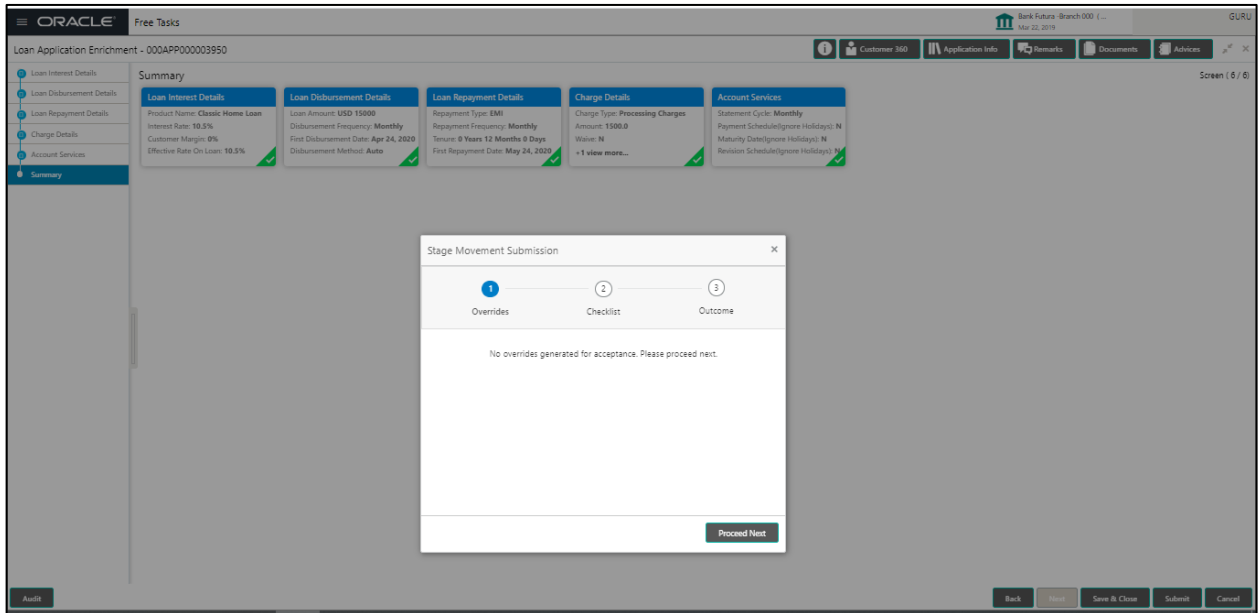 ORACLE®
Free Tasks
Bank Futura -Branch 000 ( ...
Mar 22, 2019
GURU
Loan Application Enrichment - 000APP000003950
Customer 360
Application Info
Remarks
Documents
Advices
Loan Interest Details
Loan Disbursement Details
Loan Repayment Details
Charge Details
Account Services
Summary
Summary
Screen ( 6 / 6)
Loan Interest Details
Product Name: Classic Home Loan
Interest Rate: 10.5%
Customer Margin: 0%
Effective Rate On Loan: 10.5%
Loan Disbursement Details
Loan Amount: USD 15000
Disbursement Frequency: Monthly
First Disbursement Date: Apr 24, 2020
Disbursement Method: Auto
Loan Repayment Details
Repayment Type: EMI
Repayment Frequency: Monthly
Tenure: 0 Years 12 Months 0 Days
First Repayment Date: May 24, 2020
Charge Details
Charge Type: Processing Charges
Amount: 1500.0
Waive: N
+1 view more...
Account Services
Statement Cycle: Monthly
Payment Schedule(Ignore Holidays): N
Maturity Date(Ignore Holidays): N
Revision Schedule(Ignore Holidays): N
Stage Movement Submission
1
2
3
Overrides
Checklist
Outcome
No overrides generated for acceptance. Please proceed next.
Proceed Next
Audit
Back
Next
Save & Close
Submit
Cancel